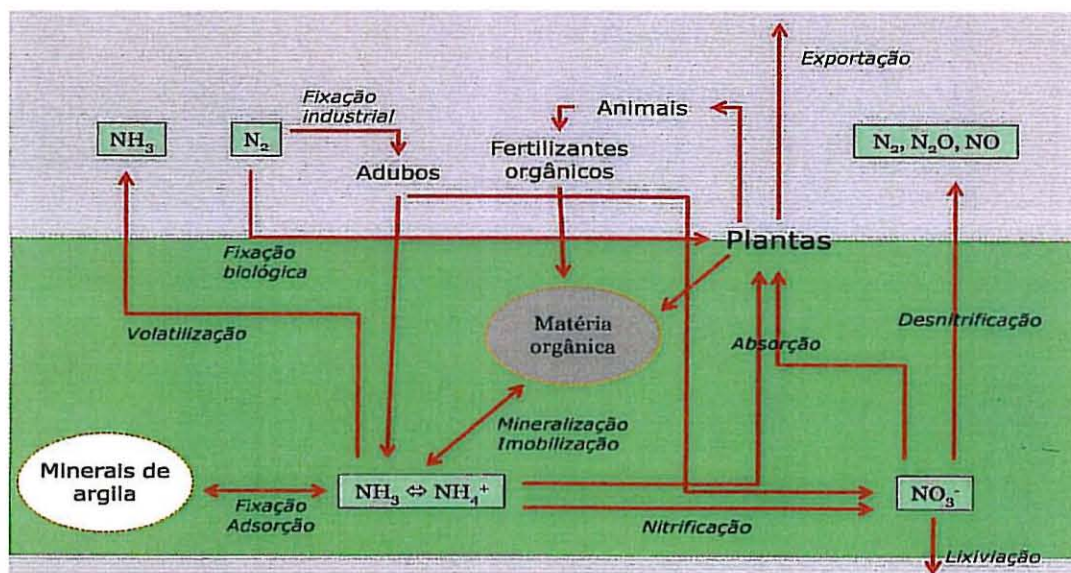 Exportação
Fixação
industrial
Animais
NH₃
N₂
N₂, N₂O, NO
Adubos
Fertilizantes
orgânicos
Plantas
Fixação
biológica
Volatilização
Matéria
orgânica
Absorção
Desnitrificação
Mineralização
Imobilização
Minerais de
argila
Fixação
Adsorção
NH₃ ⇔ NH₄⁺
Nitrificação
NO₃⁻
Lixiviação